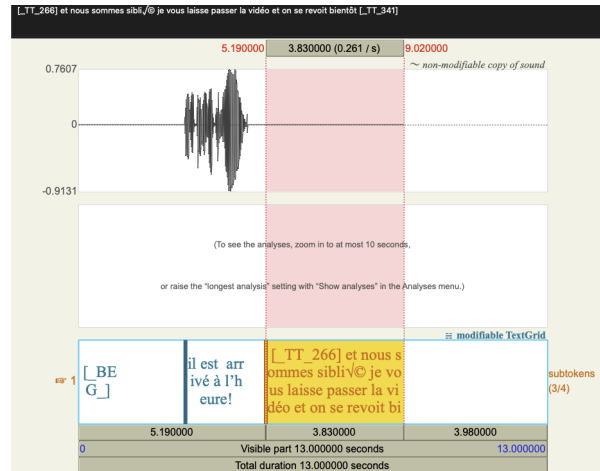 [_TT_266] et nous sommes sibli√© je vous laisse passer la vidéo et on se revoit bientôt [_TT_341]
5.190000 3.830000 (0.261 / s) 9.020000
~ non-modifiable copy of sound
0.7607
0
-0.9131
(To see the analyses, zoom in to at most 10 seconds,
or raise the "longest analysis" setting with "Show analyses" in the Analyses menu.)
modifiable TextGrid
[_TT_266] et nous s
ommes sibli√© je vo
us laisse passer la vi
déo et on se revoit bi
[_BE
G_]
il est arr
ivé à l'h
eure!
1
subtokens
(3/4)
5.190000 3.830000 3.980000
0 Visible part 13.000000 seconds 13.000000
Total duration 13.000000 seconds